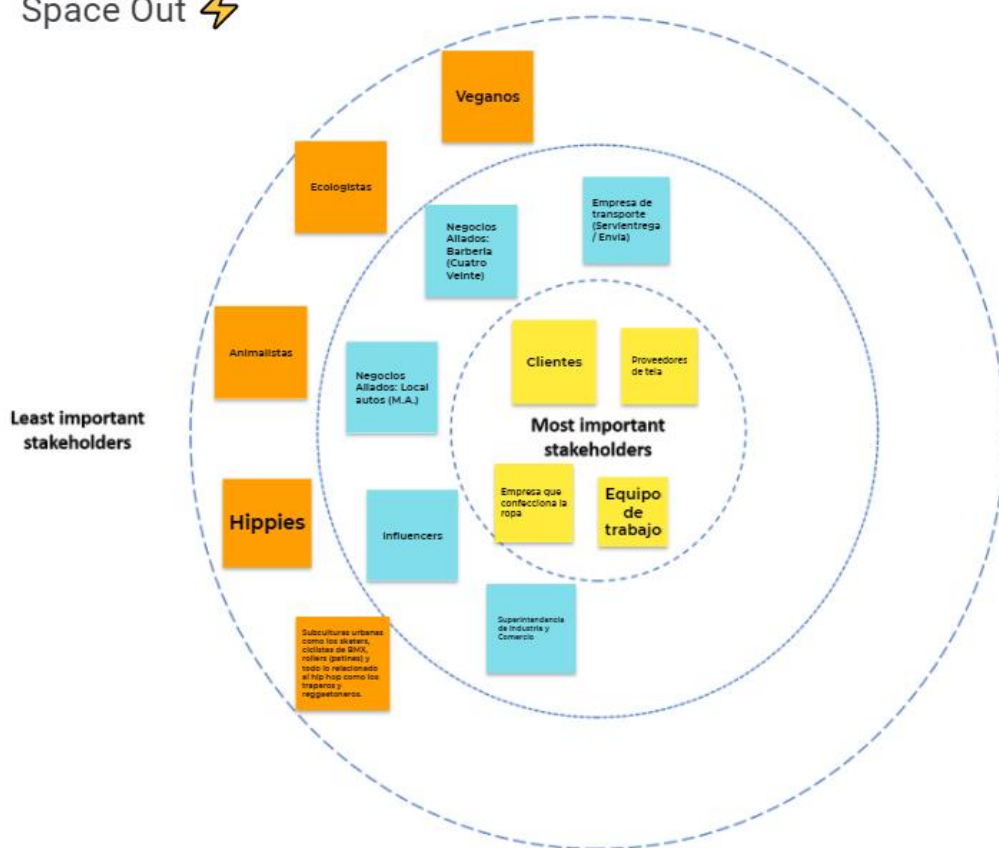 Space Out ⚡
Veganos
Ecologistas
Empresa de
transporte
(Servientrega
/ Envía)
Negocios
Aliados:
Barbería
(Cuatro
Veinte)
Animalistas
Clientes
Proveedores
de tela
Negocios
Aliados: Local
autos (M.A.)
Least important
stakeholders
Most important
stakeholders
Hippies
Influencers
Empresa que
confecciona la
ropa
Equipo
de
trabajo
Superintendencia
de Industria y
Comercio
Subculturas urbanas
como los skaters,
ciclistas de BMX,
rollers (patines) y
todo lo relacionado
al hip hop como los
traperos y
reggaetoneros.